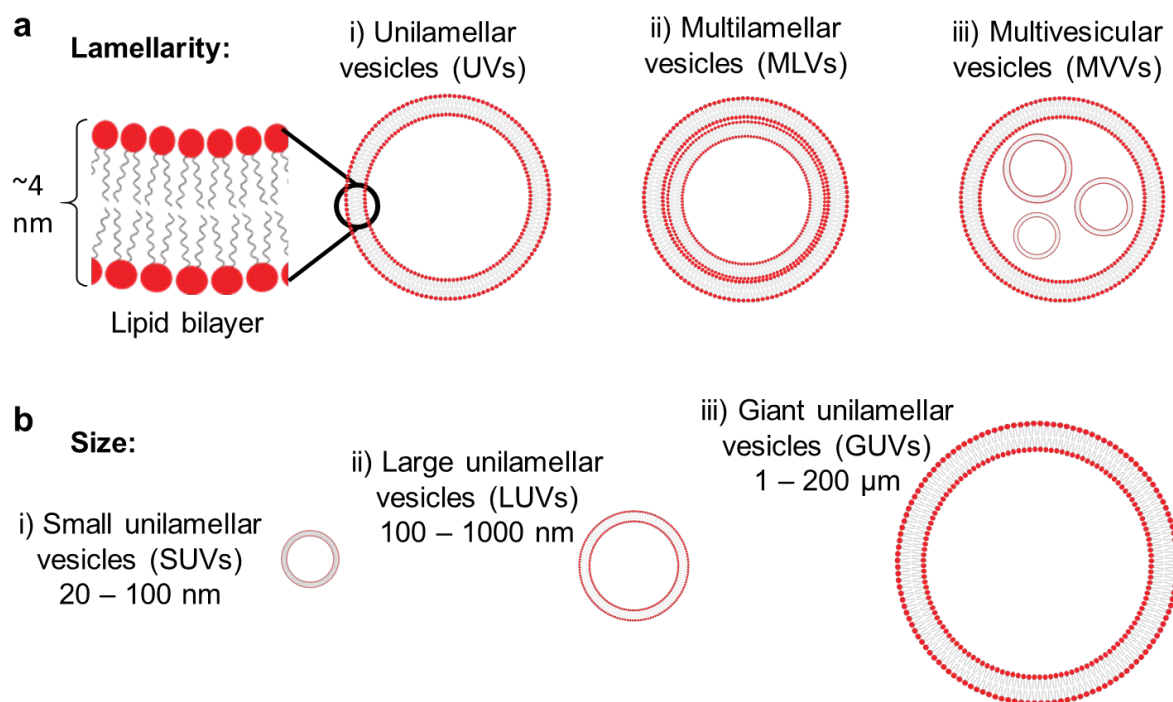 a
Lamellarity:
i) Unilamellar
vesicles (UVs)
ii) Multilamellar
vesicles (MLVs)
iii) Multivesicular
vesicles (MVVs)
~4
nm
Lipid bilayer
b
Size:
i) Small unilamellar
vesicles (SUVs)
20 – 100 nm
ii) Large unilamellar
vesicles (LUVs)
100 – 1000 nm
iii) Giant unilamellar
vesicles (GUVs)
1 – 200 µm